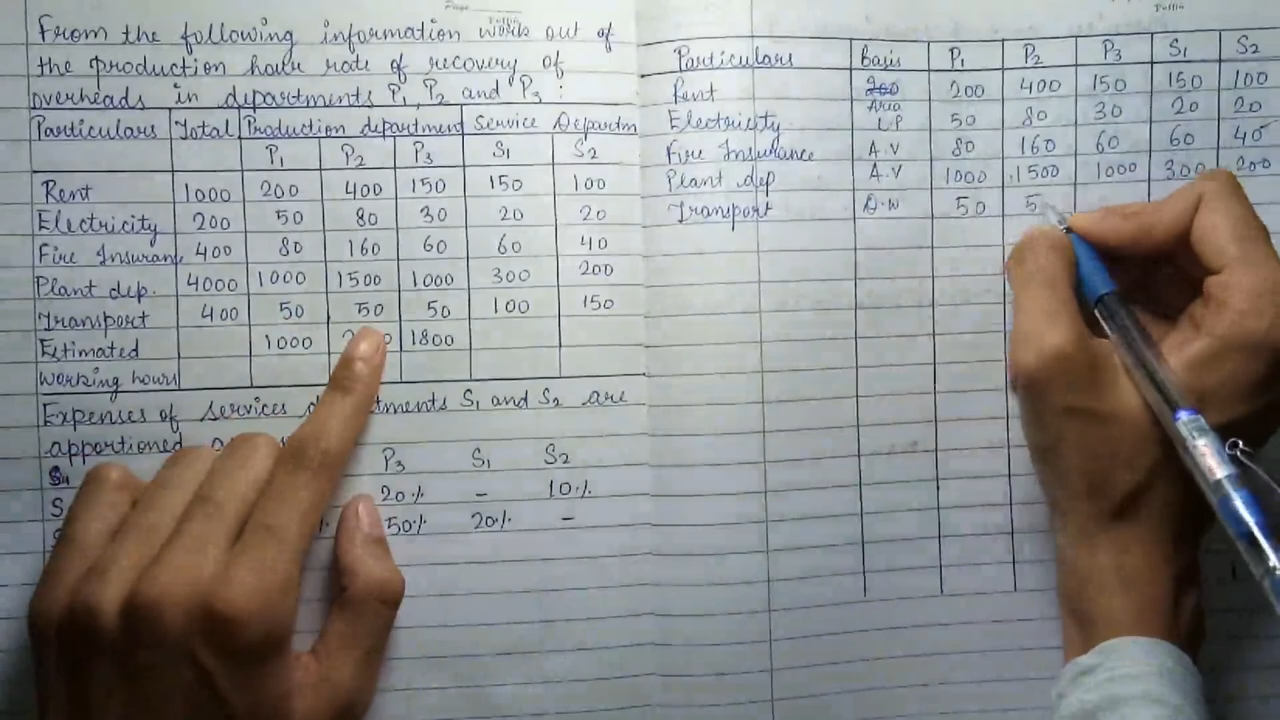 From the following information work out of
the production hour rate of recovery of
overheads in departments P1, P2 and P3 :
Particulars Total Production department Service Departm
P1 P2 P3 S1 S2
Rent 1000 200 400 150 150 100
Electricity 200 50 80 30 20 20
Fire Insuran 400 80 160 60 60 40
Plant dep. 4000 1000 1500 1000 300 200
Transport 400 50 50 50 100 150
Estimated 1000 1800
working hours
Expenses of services S1 and S2 are
apportioned
P3 S1 S2
20% - 10%
50% 20% -
Particulars Basis P1 P2 P3 S1 S2
Rent 200 Area 200 400 150 150 100
Electricity LP 50 80 30 20 20
Fire Insurance A.V 80 160 60 60 40
Plant dep A.V 1000 1500 1000 300 200
Transport D.W 50 5